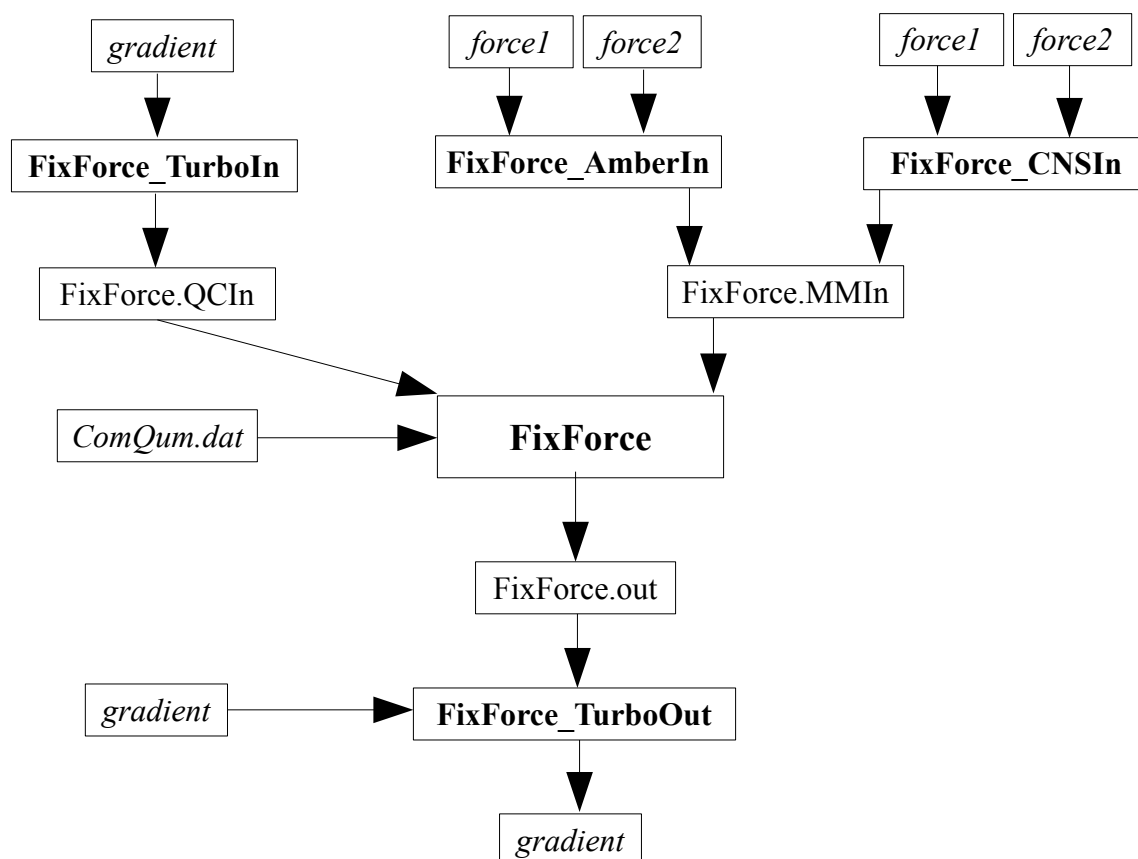 gradient
force1
force2
force1
force2
FixForce_TurboIn
FixForce_AmberIn
FixForce_CNSIn
FixForce.QCIn
FixForce.MMIn
ComQum.dat
FixForce
FixForce.out
gradient
FixForce_TurboOut
gradient